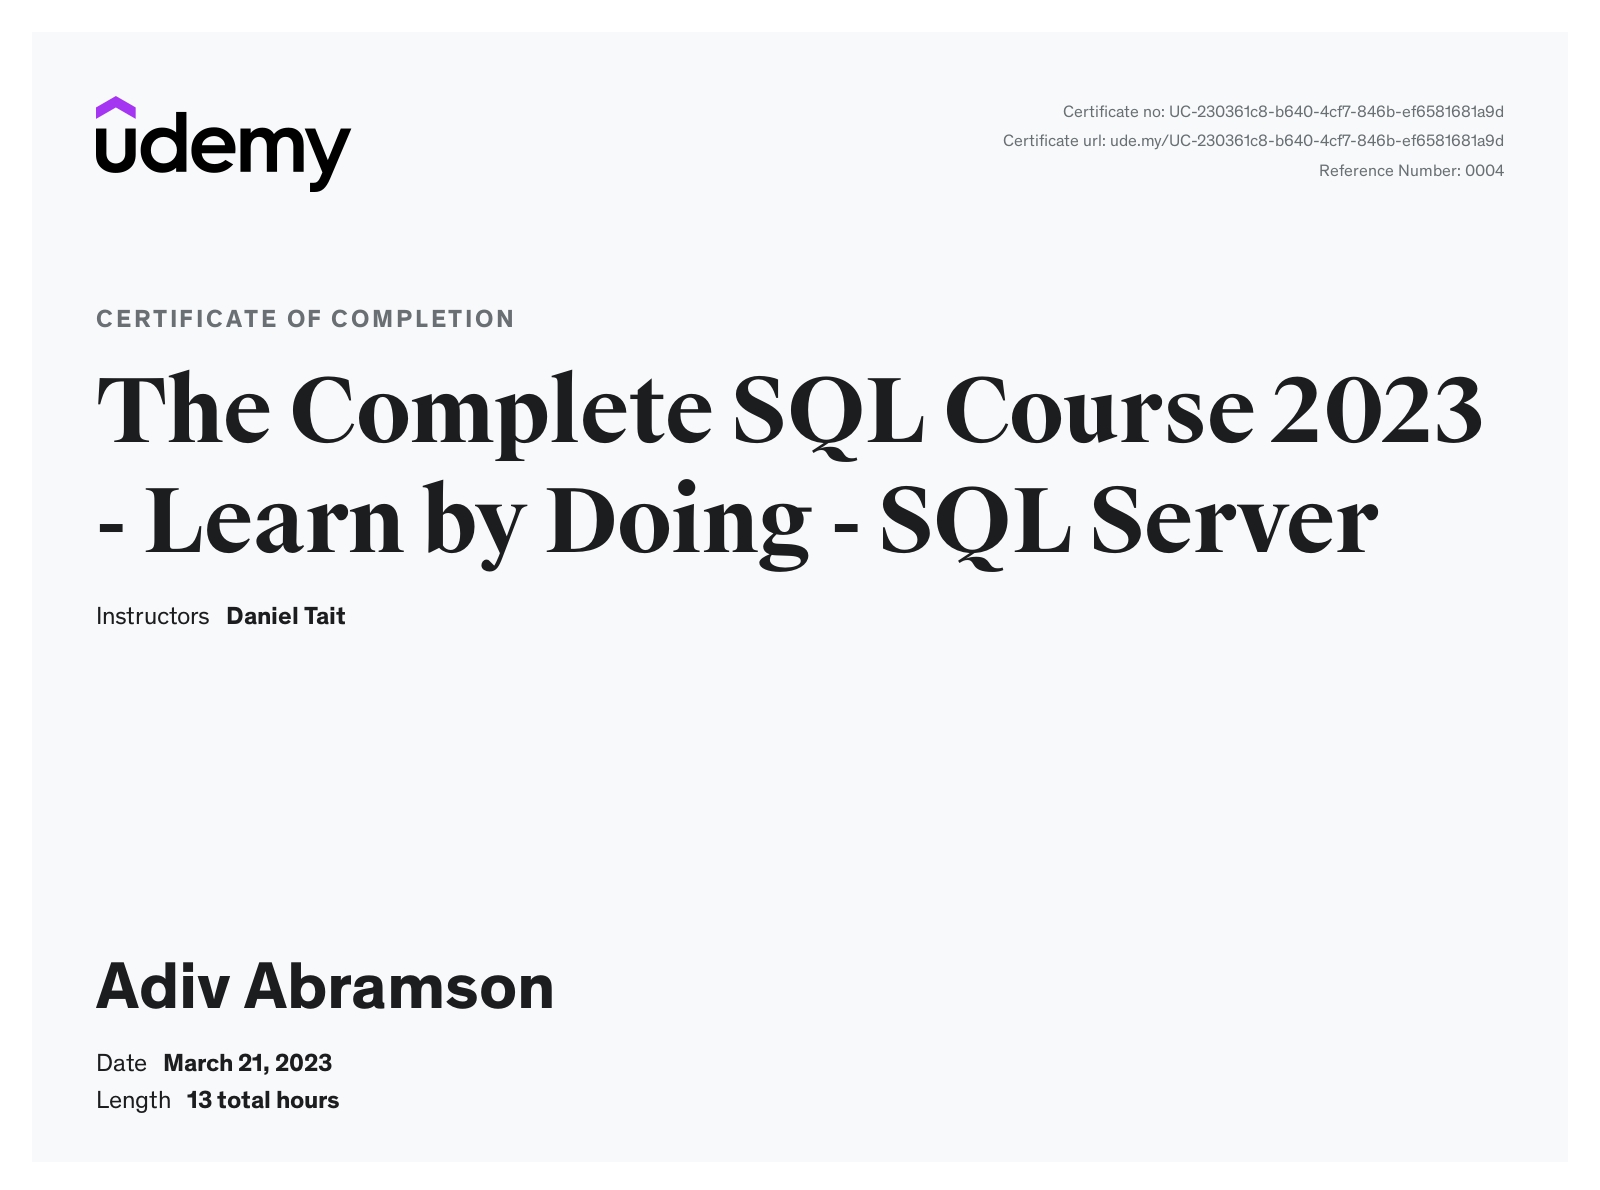 udemy
Certificate no: UC-230361c8-b640-4cf7-846b-ef6581681a9d
Certificate url: ude.my/UC-230361c8-b640-4cf7-846b-ef6581681a9d
Reference Number: 0004
CERTIFICATE OF COMPLETION
The Complete SQL Course 2023
- Learn by Doing - SQL Server
Instructors Daniel Tait
Adiv Abramson
Date March 21, 2023
Length 13 total hours